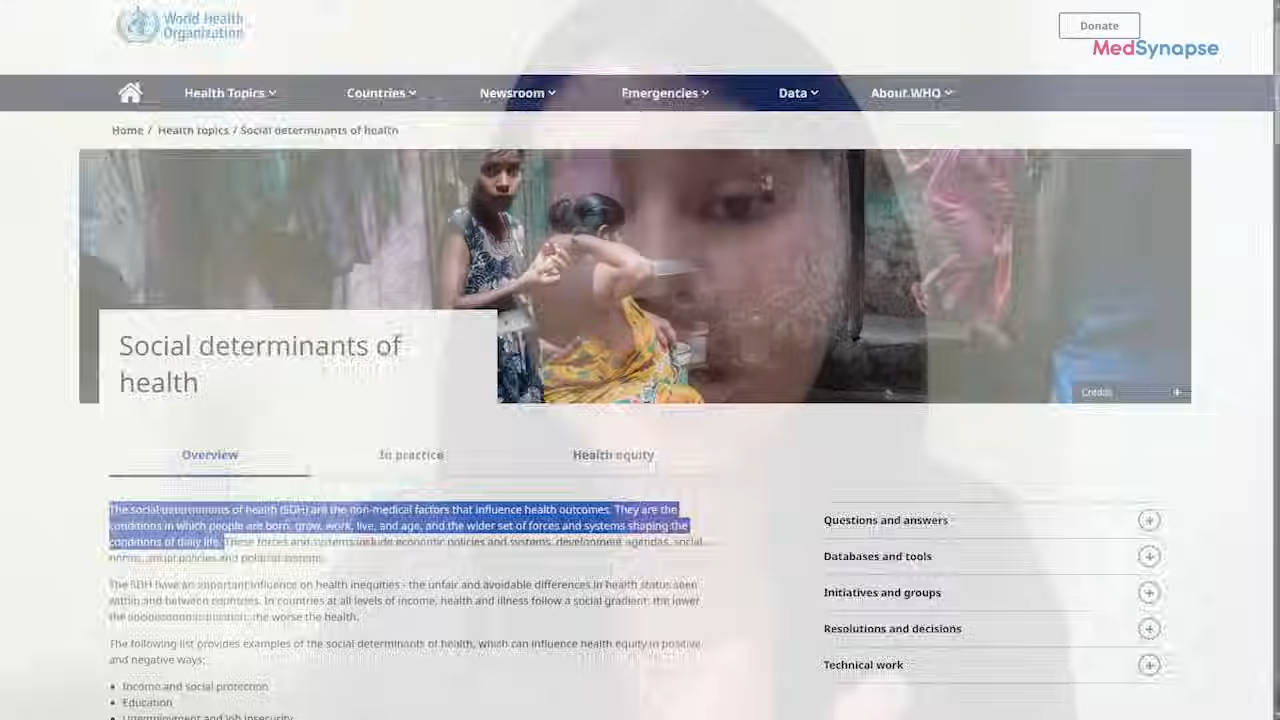 World Health
Organization
Donate
MedSynapse
Health Topics
Countries
Newsroom
Emergencies
Data
About WHO
Home / Health topics / Social determinants of health
Social determinants of
health
Credits
Overview
In practice
Health equity
The social determinants of health (SDH) are the non-medical factors that influence health outcomes. They are the
conditions in which people are born, grow, work, live, and age, and the wider set of forces and systems shaping the
conditions of daily life. These forces and systems include economic policies and systems, development agendas, social
norms, social policies and political systems.
The SDH have an important influence on health inequities - the unfair and avoidable differences in health status seen
within and between countries. In countries at all levels of income, health and illness follow a social gradient: the lower
the socioeconomic position, the worse the health.
The following list provides examples of the social determinants of health, which can influence health equity in positive
and negative ways:
• Income and social protection
• Education
• Unemployment and job insecurity
Questions and answers
Databases and tools
Initiatives and groups
Resolutions and decisions
Technical work